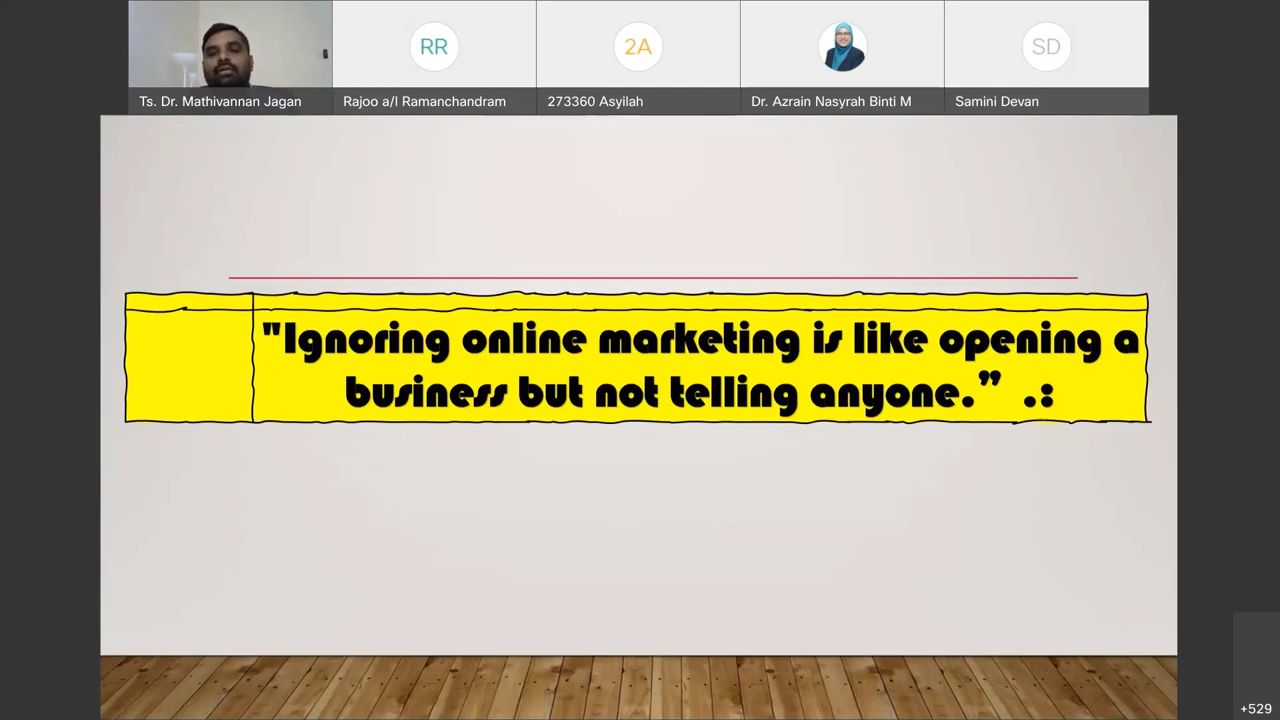 RR
2A
SD
Ts. Dr. Mathivannan Jagan
Rajoo a/l Ramanchandram
273360 Asyilah
Dr. Azrain Nasyrah Binti M
Samini Devan
"Ignoring online marketing is like opening a
business but not telling anyone.” .:
+529